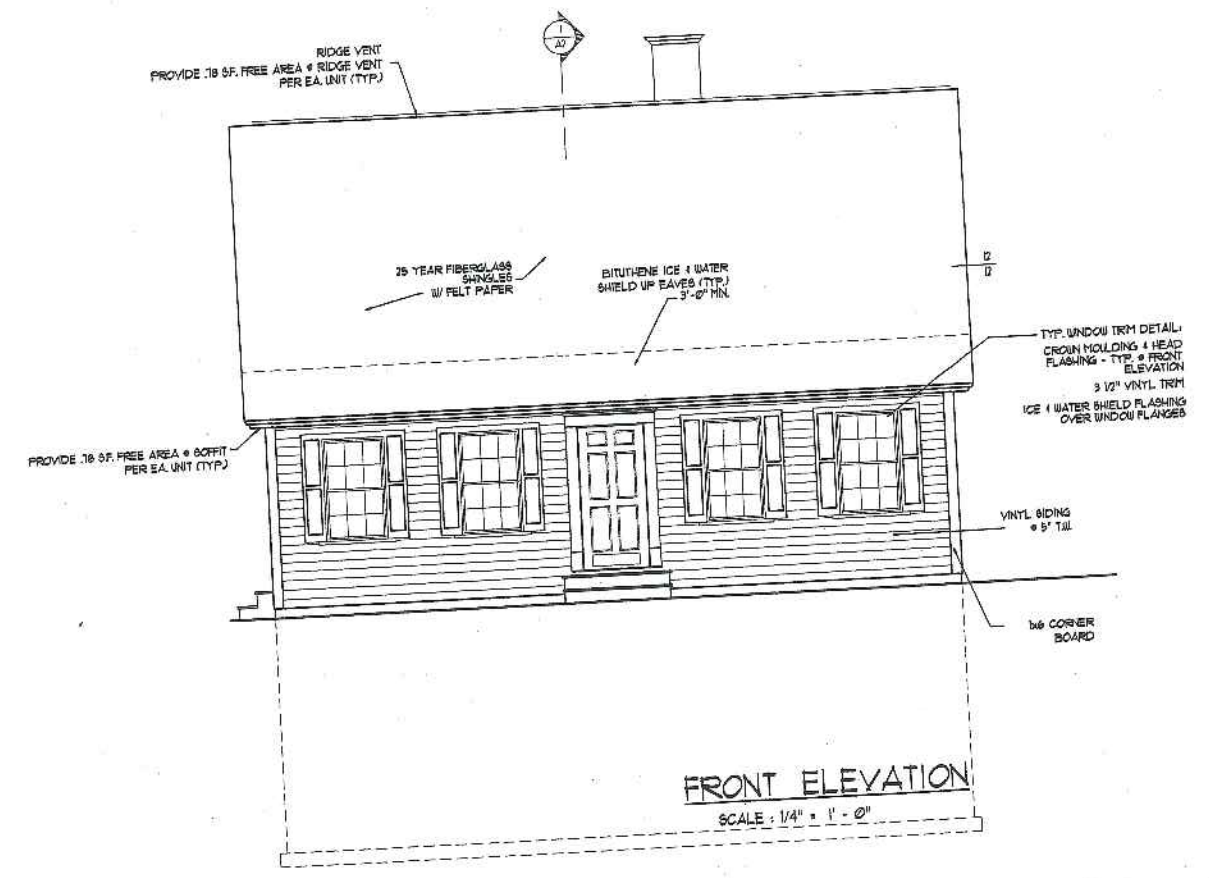 1
A2
RIDGE VENT
PROVIDE .18 SF. FREE AREA @ RIDGE VENT
PER EA. UNIT (TYP.)
25 YEAR FIBERGLASS
SHINGLES
W/ FELT PAPER
BITUTHENE ICE & WATER
SHIELD UP EAVES (TYP.)
3'-0" MIN.
12
12
TYP. WINDOW TRIM DETAIL:
CROWN MOULDING & HEAD
FLASHING - TYP. @ FRONT
ELEVATION
3 1/2" VINYL TRIM
ICE & WATER SHIELD FLASHING
OVER WINDOW FLANGES
PROVIDE .18 SF. FREE AREA @ SOFFIT
PER EA. UNIT (TYP.)
VINYL SIDING
@ 5" T.W.
1x6 CORNER
BOARD
FRONT ELEVATION
SCALE : 1/4" = 1' - 0"